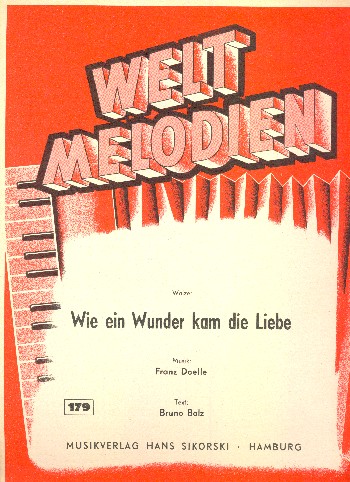 WELT
MELODIEN
Walzer
Wie ein Wunder kam die Liebe
Musik:
Franz Doelle
Text:
Bruno Balz
179
MUSIKVERLAG HANS SIKORSKI · HAMBURG